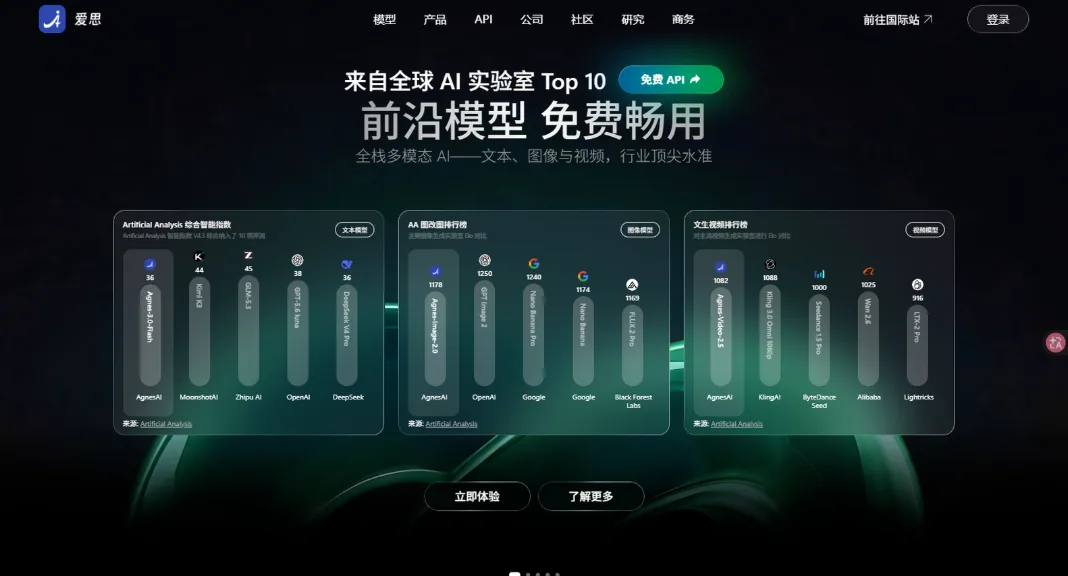 爱思
模型 产品 API 公司 社区 研究 商务
前往国际站
登录
来自全球 AI 实验室 Top 10
免费 API
前沿模型 免费畅用
全栈多模态 AI——文本、图像与视频，行业顶尖水准
Artificial Analysis 综合智能指数
文本模型
36 44 45 38 36
Agnes-3.0-Flash
Kimi K3
GLM-5.3
GPT-5.6 luna
DeepSeek V4 Pro
AgnesAI MoonshotAI Zhipu AI OpenAI DeepSeek
来源: Artificial Analysis
AA 图改图排行榜
图像模型
1178 1250 1240 1174 1169
Agnes-Image-2.0
GPT Image 2
Nano Banana Pro
Nano Banana
FLUX.2 Pro
AgnesAI OpenAI Google Google Black Forest
Labs
来源: Artificial Analysis
文生视频排行榜
视频模型
1082 1088 1000 1025 916
Agnes-Video-2.5
Kling 3.0 Omni 1080p
Seedance 1.5 Pro
Wan 2.6
LTX-2 Pro
AgnesAI KlingAI ByteDance Alibaba Lightricks
Seed
来源: Artificial Analysis
立即体验 了解更多